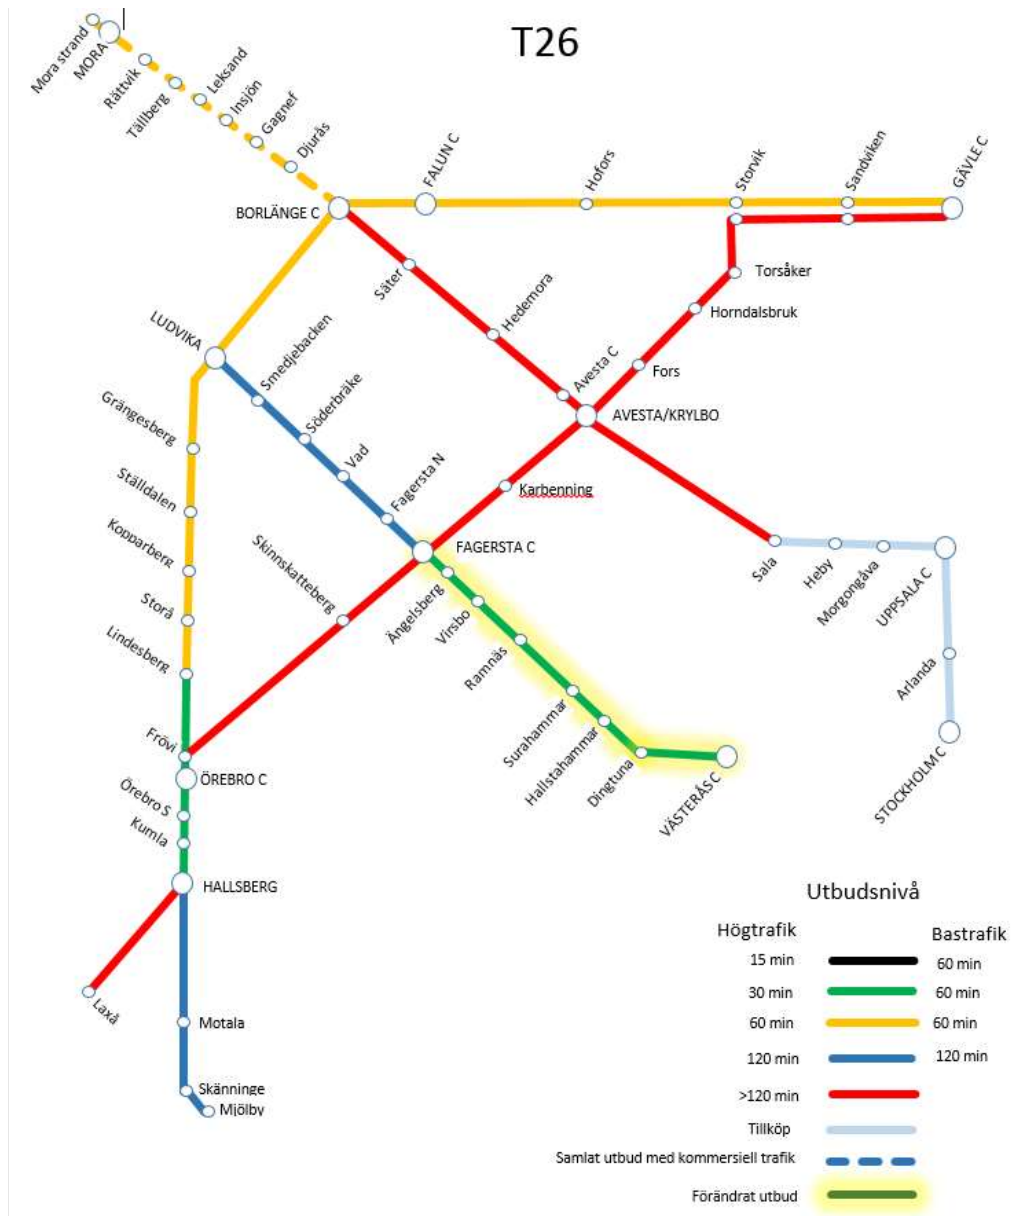 T26
Mora strand
MORA
Rättvik
Tällberg
Leksand
Insjön
Gagnef
Djurås
BORLÄNGE C
FALUN C
Hofors
Storvik
Sandviken
GÄVLE C
Säter
Hedemora
Avesta C
Torsåker
Horndalsbruk
Fors
AVESTA/KRYLBO
LUDVIKA
Smedjebacken
Söderbräke
Vad
Fagersta N
Karbenning
FAGERSTA C
Grängesberg
Ställdalen
Kopparberg
Storå
Lindesberg
Skinnskatteberg
Frövi
ÖREBRO C
Örebro S
Kumla
HALLSBERG
Laxå
Motala
Skänninge
Mjölby
Ängelsberg
Virsbo
Ramnäs
Surahammar
Hallstahammar
Dingtuna
VÄSTERÅS C
Sala
Heby
Morgongåva
UPPSALA C
Arlanda
STOCKHOLM C
Utbudsnivå
Högtrafik Bastrafik
15 min 60 min
30 min 60 min
60 min 60 min
120 min 120 min
>120 min
Tillköp
Samlat utbud med kommersiell trafik
Förändrat utbud